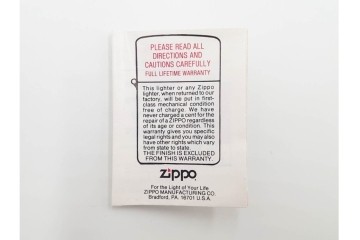 PLEASE READ ALL
DIRECTIONS AND
CAUTIONS CAREFULLY
FULL LIFETIME WARRANTY
This lighter or any Zippo
lighter, when returned to our
factory, will be put in first-
class mechanical condition
free of charge. We have
never charged a cent for the
repair of a ZIPPO regardless
of its age or condition. This
warranty gives you specific
legal rights and you may also
have other rights which vary
from state to state.
THE FINISH IS EXCLUDED
FROM THIS WARRANTY.
zippo
For the Light of Your Life
ZIPPO MANUFACTURING CO.
Bradford, PA. 16701 U.S.A.